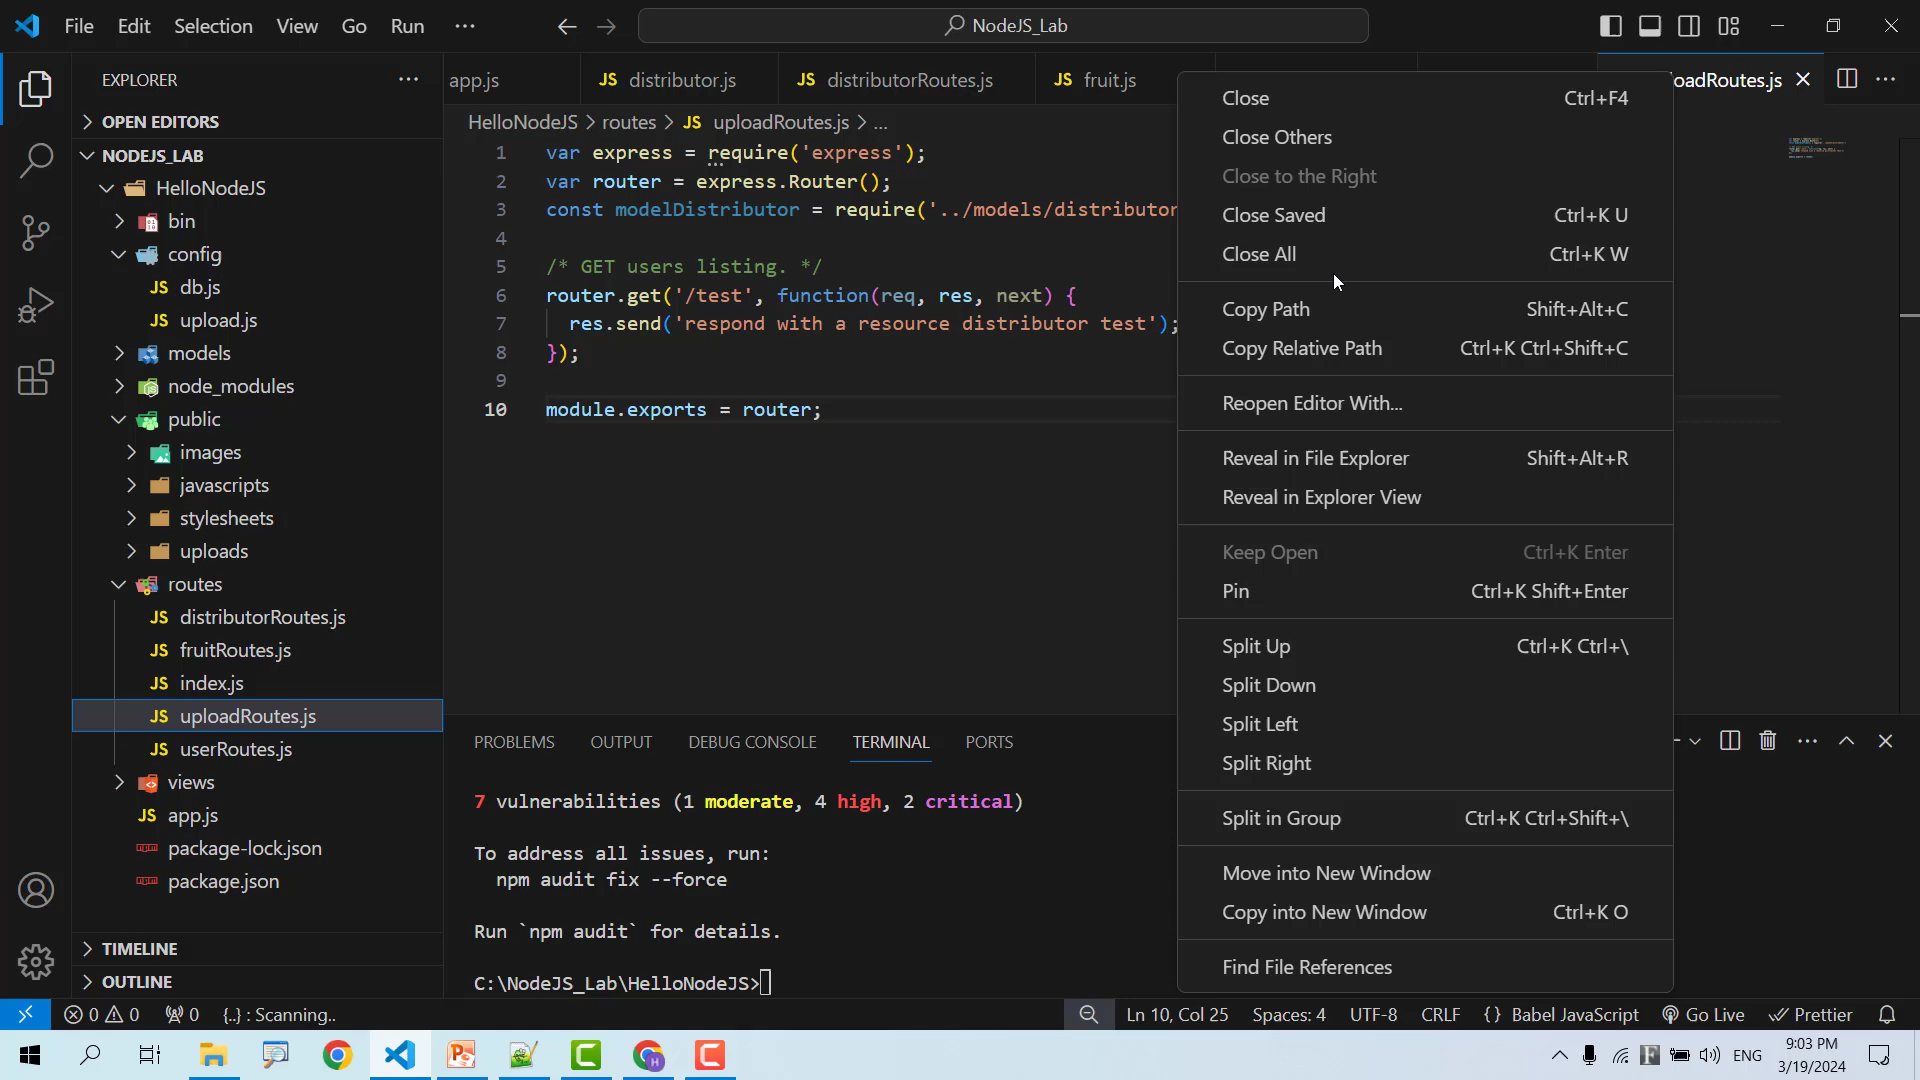 File Edit Selection View Go Run ···
NodeJS_Lab
EXPLORER
OPEN EDITORS
NODEJS_LAB
HelloNodeJS
bin
config
JS db.js
JS upload.js
models
node_modules
public
images
javascripts
stylesheets
uploads
routes
JS distributorRoutes.js
JS fruitRoutes.js
JS index.js
JS uploadRoutes.js
JS userRoutes.js
views
JS app.js
package-lock.json
package.json
TIMELINE
OUTLINE
app.js JS distributor.js JS distributorRoutes.js JS fruit.js oadRoutes.js
HelloNodeJS > routes > JS uploadRoutes.js > ...
1 var express = require('express');
2 var router = express.Router();
3 const modelDistributor = require('../models/distributor
4
5 /* GET users listing. */
6 router.get('/test', function(req, res, next) {
7 res.send('respond with a resource distributor test');
8 });
9
10 module.exports = router;
Close Ctrl+F4
Close Others
Close to the Right
Close Saved Ctrl+K U
Close All Ctrl+K W
Copy Path Shift+Alt+C
Copy Relative Path Ctrl+K Ctrl+Shift+C
Reopen Editor With...
Reveal in File Explorer Shift+Alt+R
Reveal in Explorer View
Keep Open Ctrl+K Enter
Pin Ctrl+K Shift+Enter
Split Up Ctrl+K Ctrl+\
Split Down
Split Left
Split Right
Split in Group Ctrl+K Ctrl+Shift+\
Move into New Window
Copy into New Window Ctrl+K O
Find File References
PROBLEMS OUTPUT DEBUG CONSOLE TERMINAL PORTS
7 vulnerabilities (1 moderate, 4 high, 2 critical)
To address all issues, run:
npm audit fix --force
Run `npm audit` for details.
C:\NodeJS_Lab\HelloNodeJS>
0 0 0 {..} : Scanning.. Ln 10, Col 25 Spaces: 4 UTF-8 CRLF {} Babel JavaScript Go Live Prettier
ENG
9:03 PM
3/19/2024